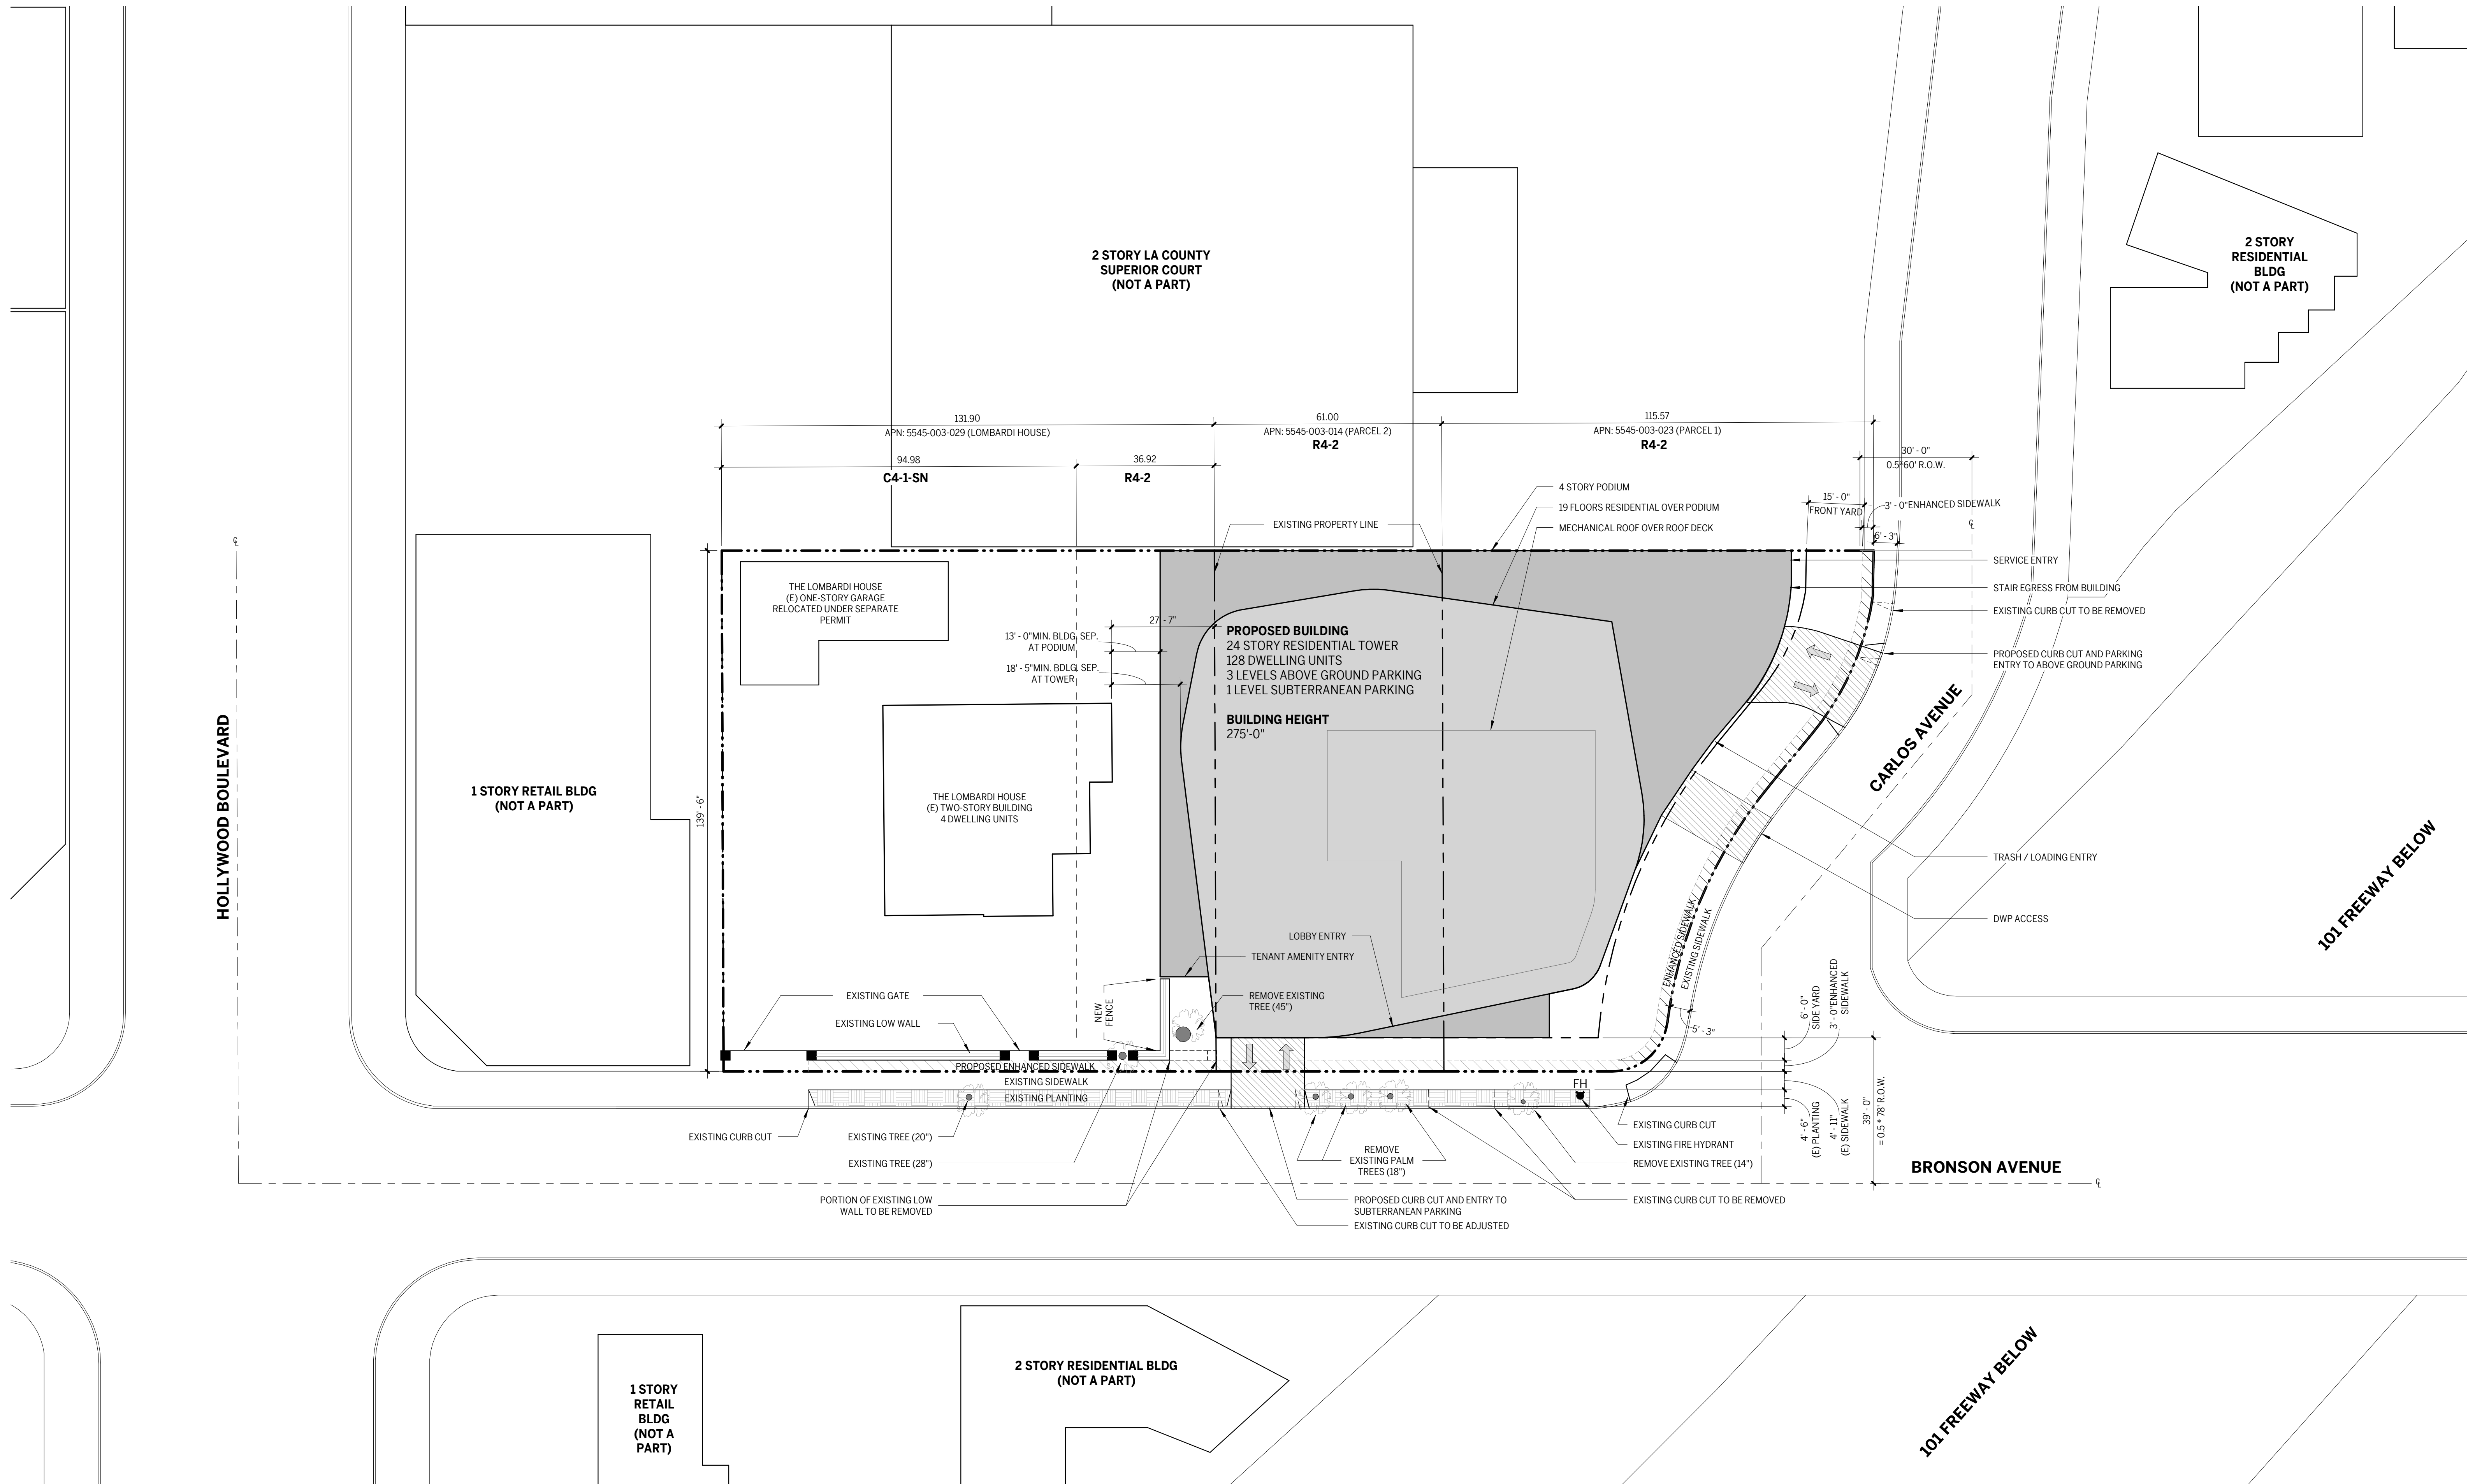 2 STORY LA COUNTY
SUPERIOR COURT
(NOT A PART)
2 STORY
RESIDENTIAL
BLDG
(NOT A PART)
131.90
APN: 5545-003-029 (LOMBARDI HOUSE)
61.00
APN: 5545-003-014 (PARCEL 2)
R4-2
115.57
APN: 5545-003-023 (PARCEL 1)
R4-2
94.98
C4-1-SN
36.92
R4-2
30' - 0"
0.5*60' R.O.W.
15' - 0"
FRONT YARD
3' - 0"ENHANCED SIDEWALK
6' - 3"
4 STORY PODIUM
19 FLOORS RESIDENTIAL OVER PODIUM
MECHANICAL ROOF OVER ROOF DECK
EXISTING PROPERTY LINE
SERVICE ENTRY
STAIR EGRESS FROM BUILDING
EXISTING CURB CUT TO BE REMOVED
PROPOSED CURB CUT AND PARKING
ENTRY TO ABOVE GROUND PARKING
THE LOMBARDI HOUSE
(E) ONE-STORY GARAGE
RELOCATED UNDER SEPARATE
PERMIT
27' - 7"
13' - 0"MIN. BLDG. SEP.
AT PODIUM
18' - 5"MIN. BDLG. SEP.
AT TOWER
PROPOSED BUILDING
24 STORY RESIDENTIAL TOWER
128 DWELLING UNITS
3 LEVELS ABOVE GROUND PARKING
1 LEVEL SUBTERRANEAN PARKING
BUILDING HEIGHT
275'-0"
HOLLYWOOD BOULEVARD
1 STORY RETAIL BLDG
(NOT A PART)
139' - 6"
THE LOMBARDI HOUSE
(E) TWO-STORY BUILDING
4 DWELLING UNITS
CARLOS AVENUE
101 FREEWAY BELOW
TRASH / LOADING ENTRY
DWP ACCESS
ENHANCED SIDEWALK
EXISTING SIDEWALK
LOBBY ENTRY
TENANT AMENITY ENTRY
EXISTING GATE
EXISTING LOW WALL
NEW
FENCE
REMOVE EXISTING
TREE (45")
5' - 3"
6' - 0"
SIDE YARD
3' - 0"ENHANCED
SIDEWALK
PROPOSED ENHANCED SIDEWALK
EXISTING SIDEWALK
EXISTING PLANTING
FH
4' - 6"
(E) PLANTING
4' - 11"
(E) SIDEWALK
39' - 0"
= 0.5 * 78' R.O.W.
EXISTING CURB CUT
EXISTING TREE (20")
EXISTING TREE (28")
PORTION OF EXISTING LOW
WALL TO BE REMOVED
REMOVE
EXISTING PALM
TREES (18")
EXISTING CURB CUT
EXISTING FIRE HYDRANT
REMOVE EXISTING TREE (14")
EXISTING CURB CUT TO BE REMOVED
PROPOSED CURB CUT AND ENTRY TO
SUBTERRANEAN PARKING
EXISTING CURB CUT TO BE ADJUSTED
BRONSON AVENUE
1 STORY
RETAIL
BLDG
(NOT A
PART)
2 STORY RESIDENTIAL BLDG
(NOT A PART)
101 FREEWAY BELOW